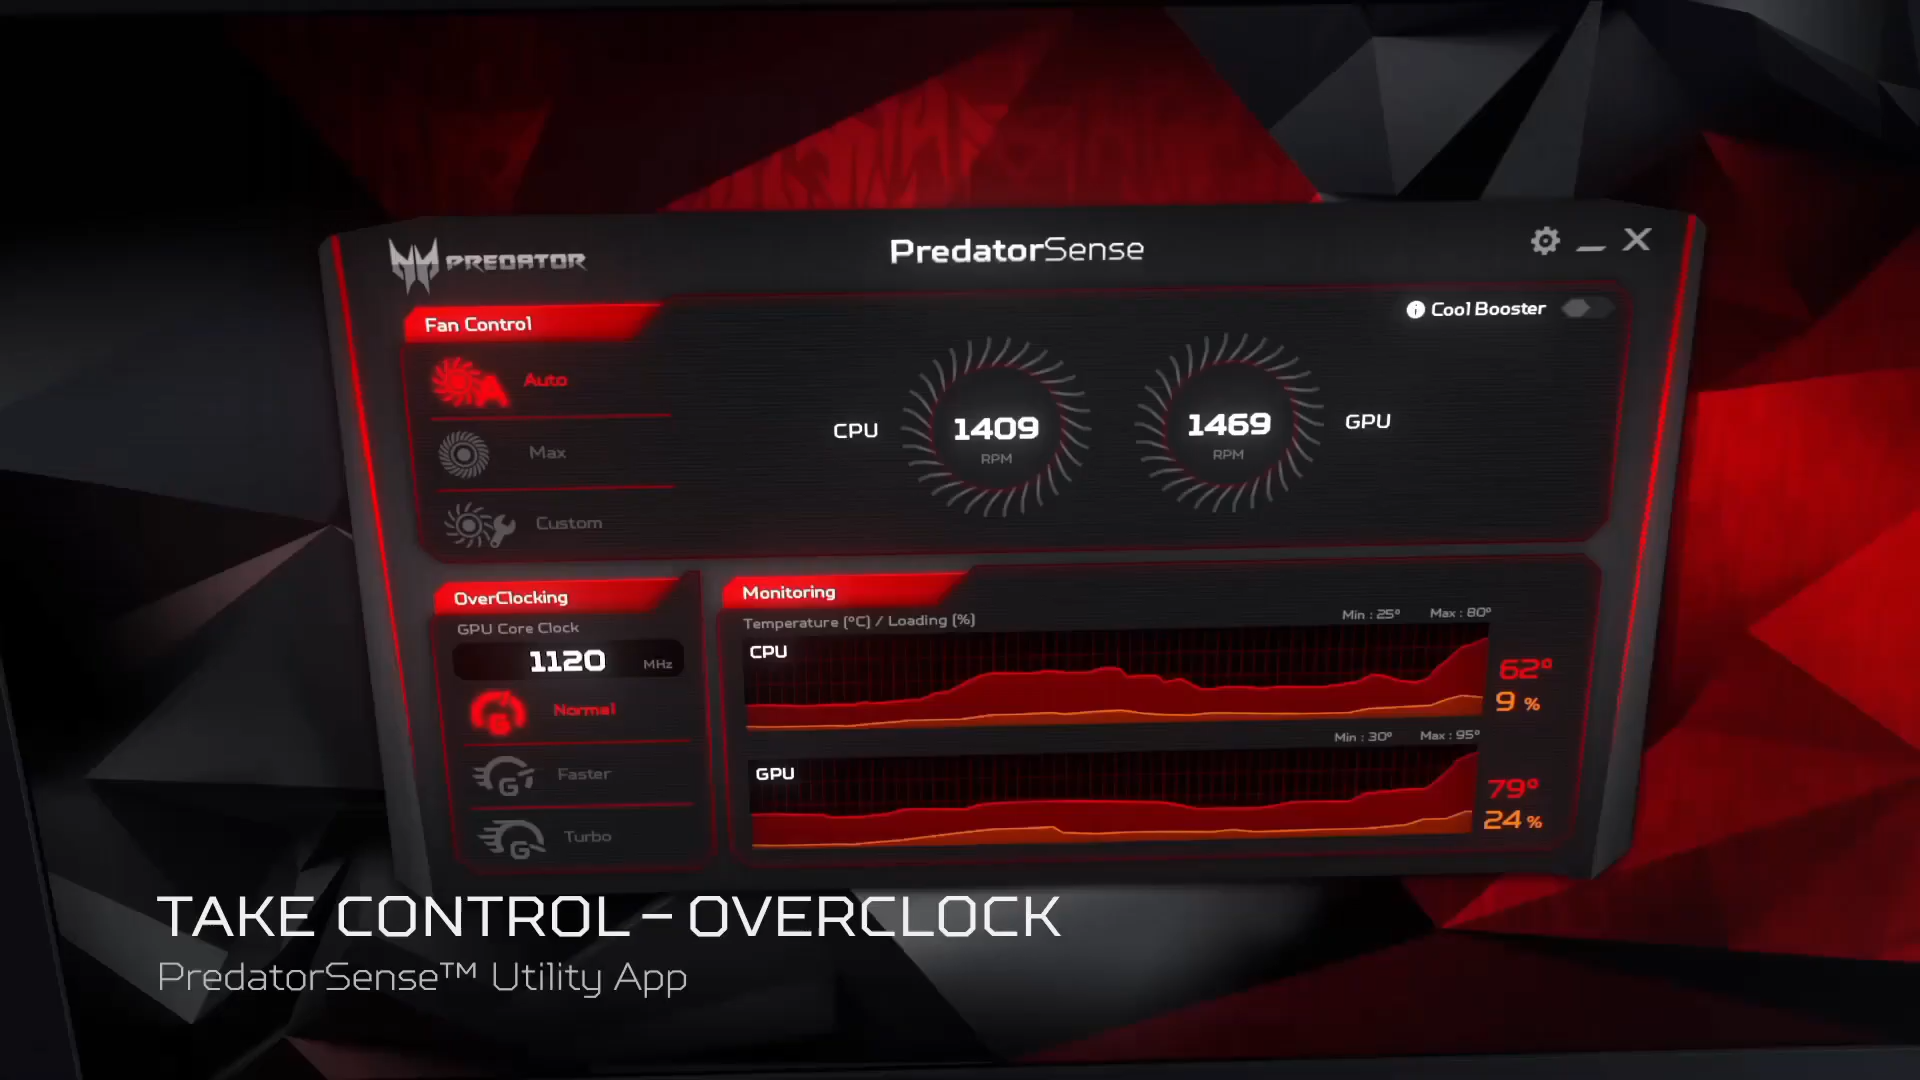 PREDATOR
PredatorSense
Fan Control
Cool Booster
Auto
Max
Custom
CPU
1409
RPM
1469
RPM
GPU
OverClocking
GPU Core Clock
1120 MHz
Normal
Faster
Turbo
Monitoring
Temperature (°C) / Loading (%)
Min : 25° Max : 80°
CPU
62°
9 %
Min : 30° Max : 95°
GPU
79°
24 %
TAKE CONTROL – OVERCLOCK
PredatorSense™ Utility App